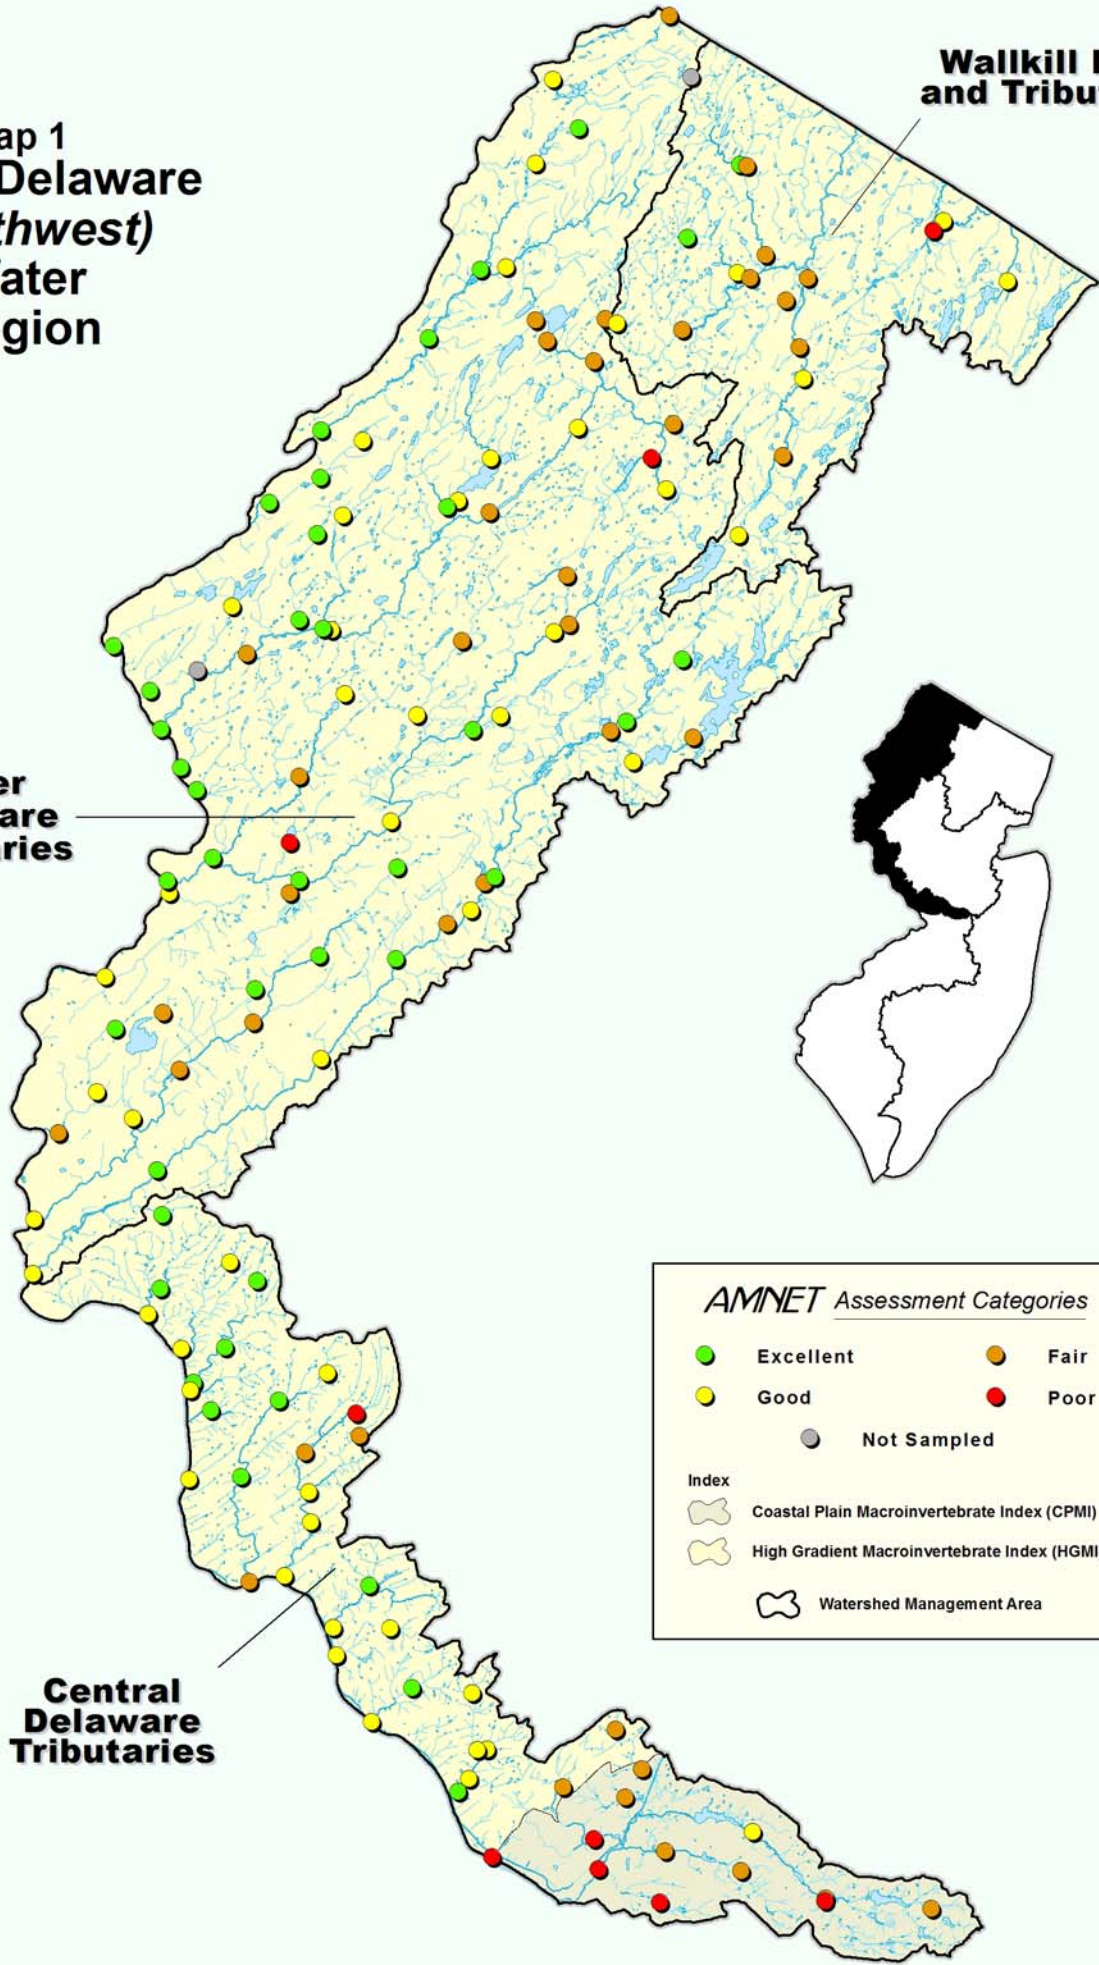 ap 1
Delaware
thwest)
ater
gion
Wallkill
and Tribut
er
are
ries
Central
Delaware
Tributaries
AMNET Assessment Categories
Excellent
Fair
Good
Poor
Not Sampled
Index
Coastal Plain Macroinvertebrate Index (CPMI)
High Gradient Macroinvertebrate Index (HGMI
Watershed Management Area